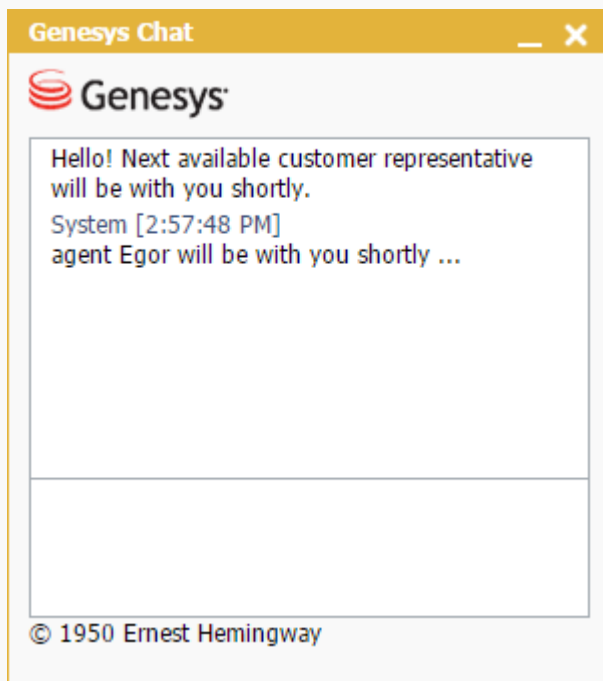 Genesys Chat
Genesys
Hello! Next available customer representative
will be with you shortly.
System [2:57:48 PM]
agent Egor will be with you shortly ...
© 1950 Ernest Hemingway